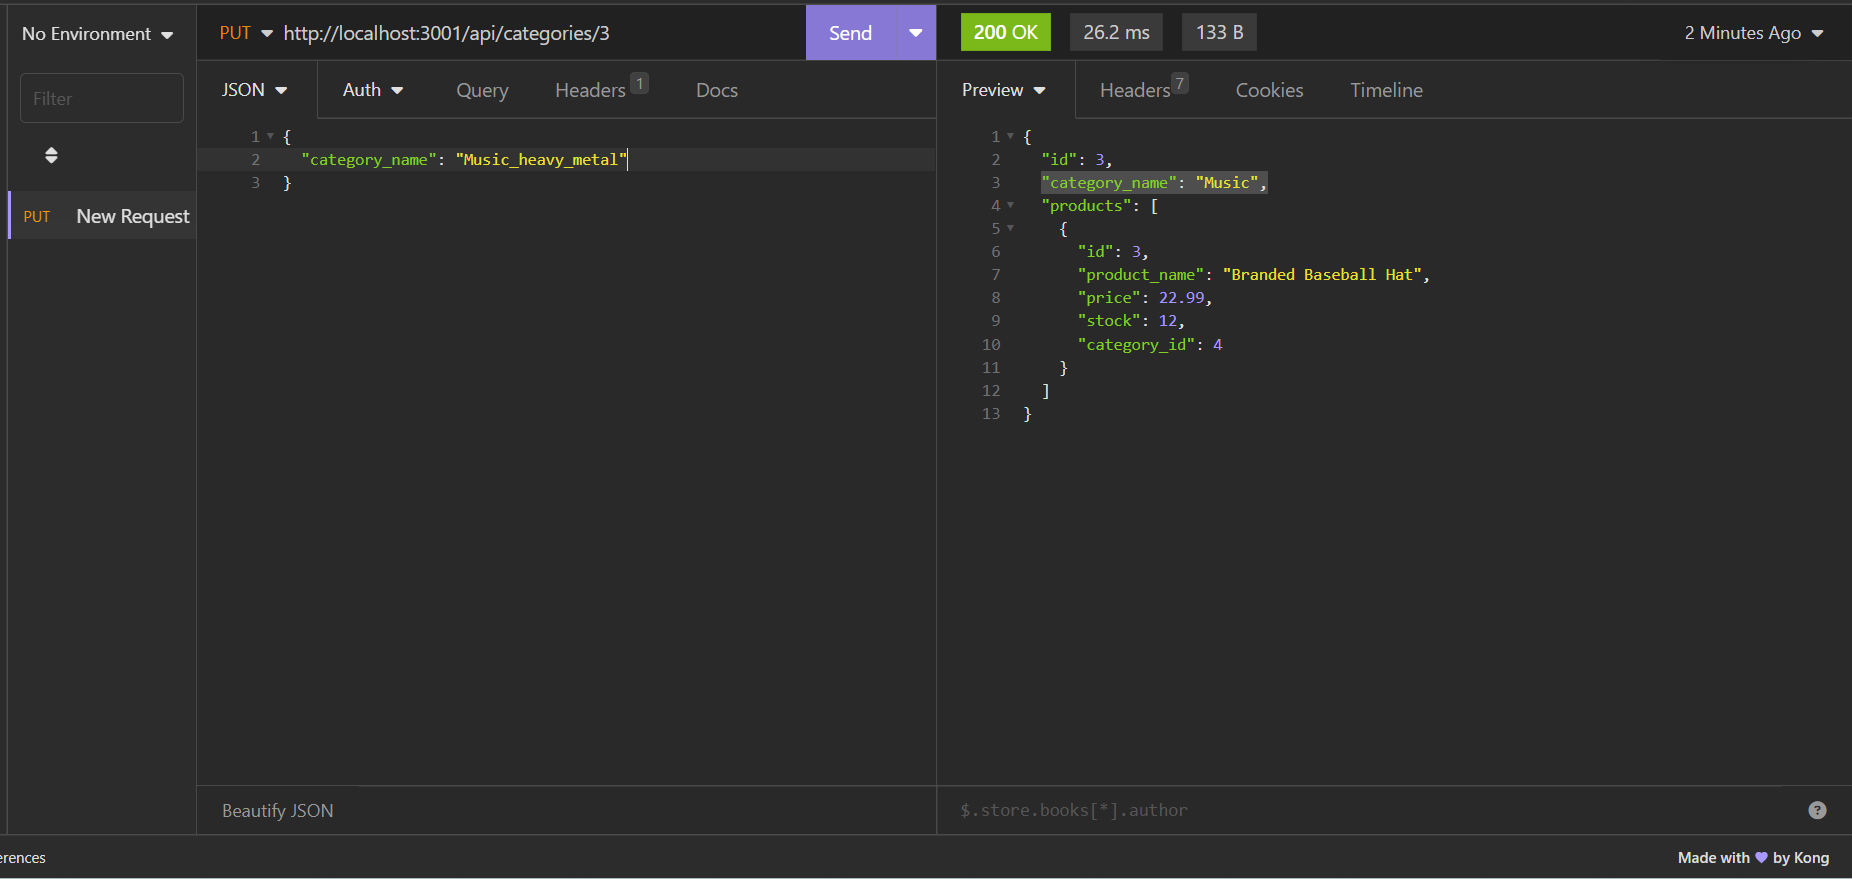 No Environment
Filter
PUT New Request
PUT http://localhost:3001/api/categories/3 Send
JSON Auth Query Headers 1 Docs
1 {
2 "category_name": "Music_heavy_metal"
3 }
Beautify JSON
200 OK 26.2 ms 133 B 2 Minutes Ago
Preview Headers 7 Cookies Timeline
1 {
2 "id": 3,
3 "category_name": "Music",
4 "products": [
5 {
6 "id": 3,
7 "product_name": "Branded Baseball Hat",
8 "price": 22.99,
9 "stock": 12,
10 "category_id": 4
11 }
12 ]
13 }
$.store.books[*].author ?
erences
Made with by Kong